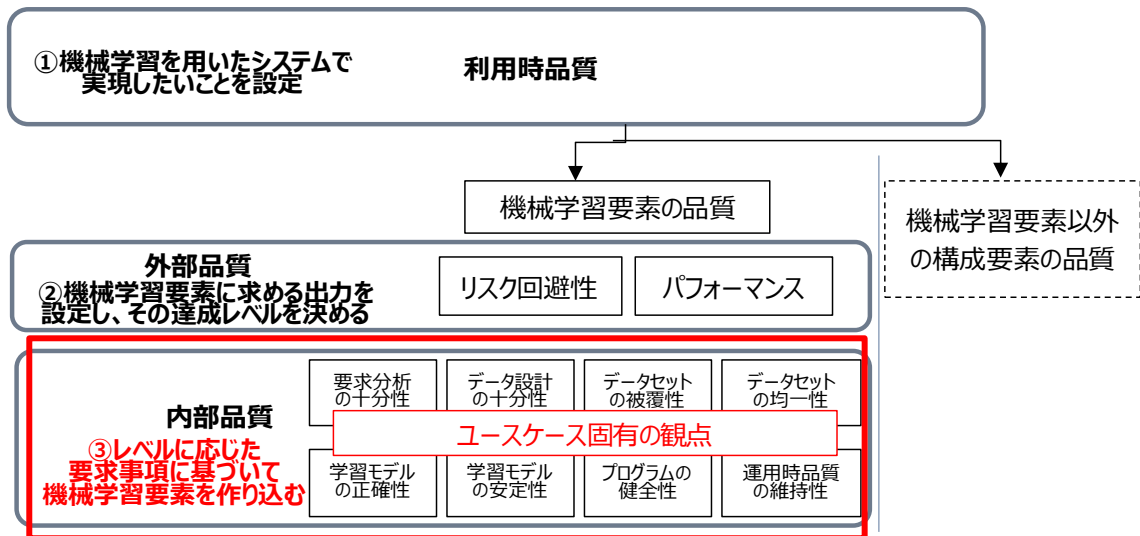 ①機械学習を用いたシステムで
実現したいことを設定
利用時品質
機械学習要素の品質
機械学習要素以外
の構成要素の品質
外部品質
②機械学習要素に求める出力を
設定し、その達成レベルを決める
リスク回避性
パフォーマンス
内部品質
③レベルに応じた
要求事項に基づいて
機械学習要素を作り込む
要求分析
の十分性
データ設計
の十分性
データセット
の被覆性
データセット
の均一性
ユースケース固有の観点
学習モデル
の正確性
学習モデル
の安定性
プログラムの
健全性
運用時品質
の維持性